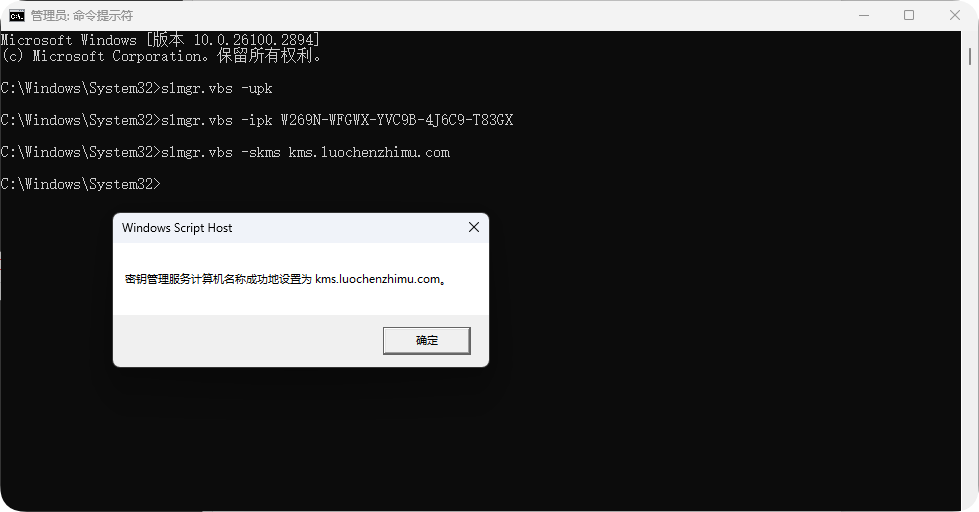 管理员: 命令提示符
Microsoft Windows [版本 10.0.26100.2894]
(c) Microsoft Corporation。保留所有权利。
C:\Windows\System32>slmgr.vbs -upk
C:\Windows\System32>slmgr.vbs -ipk W269N-WFGWX-YVC9B-4J6C9-T83GX
C:\Windows\System32>slmgr.vbs -skms kms.luochenzhimu.com
C:\Windows\System32>
Windows Script Host
密钥管理服务计算机名称成功地设置为 kms.luochenzhimu.com。
确定